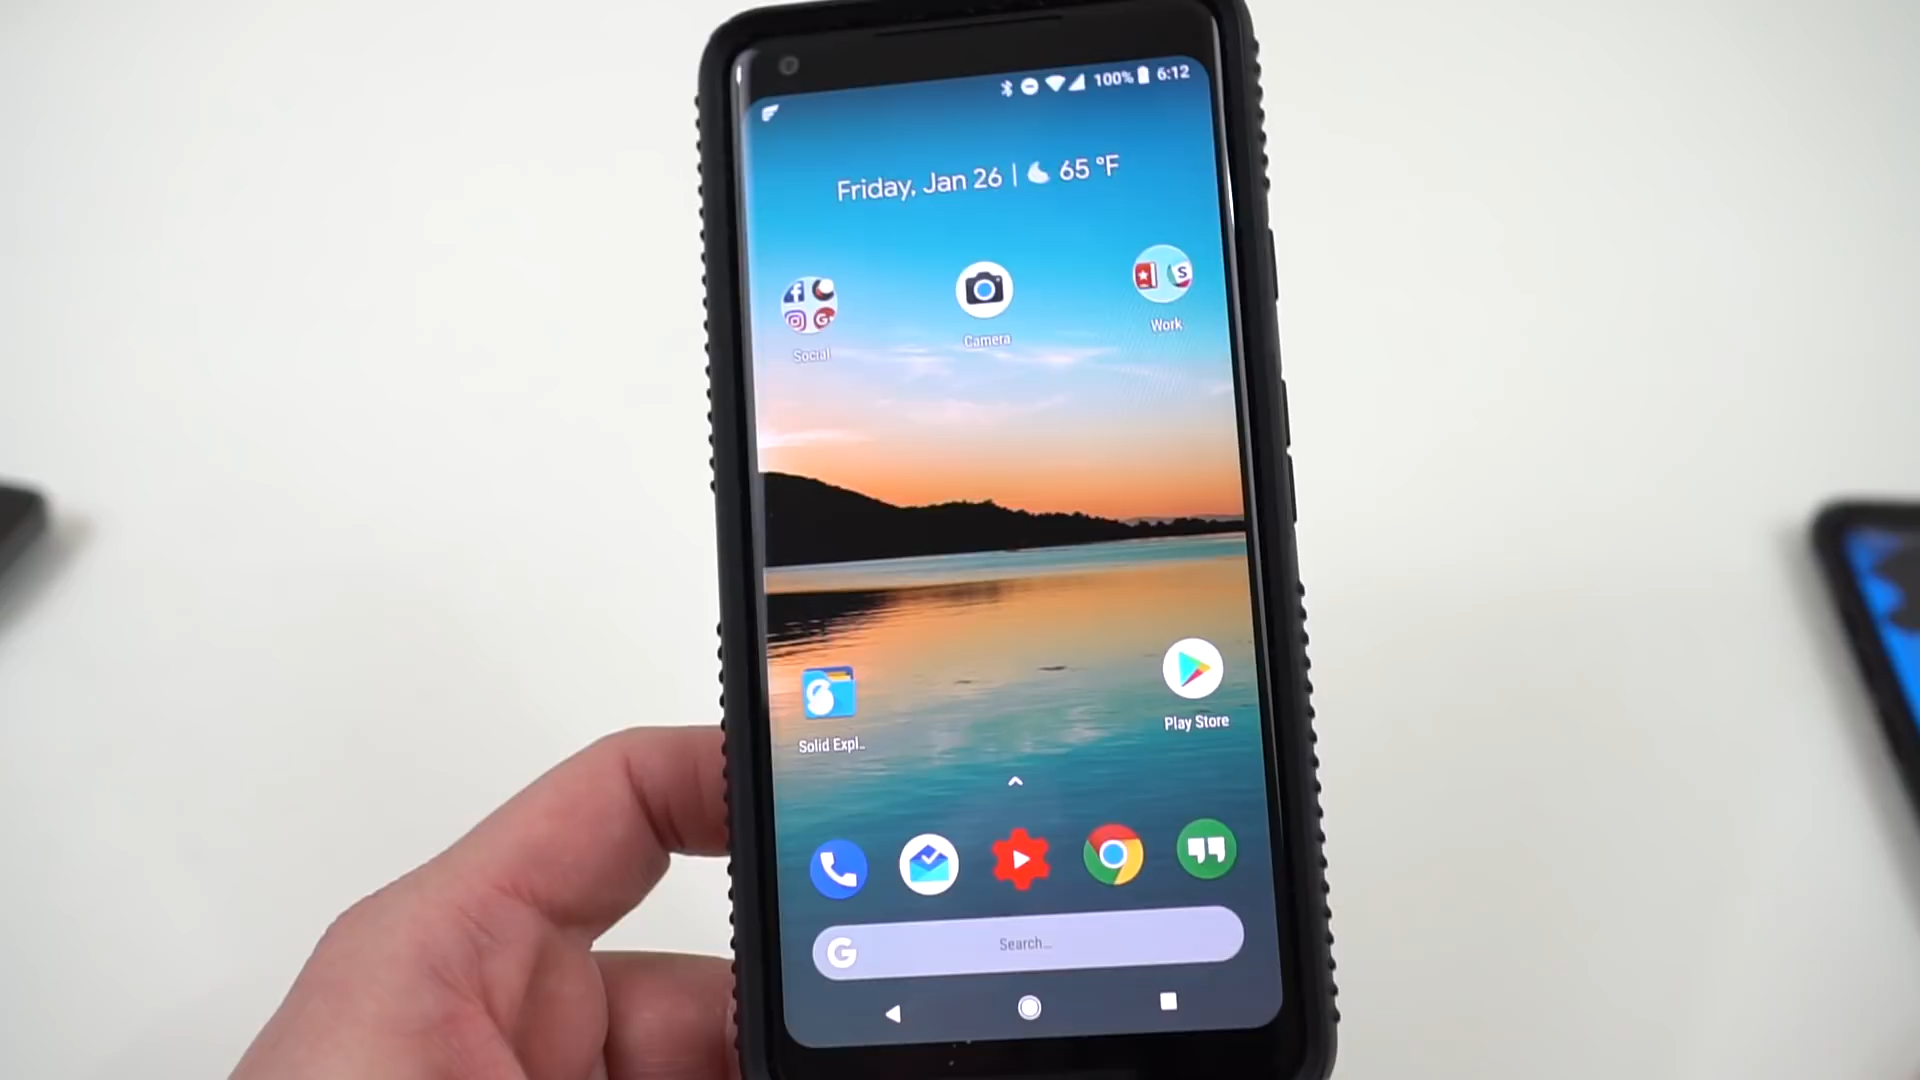 100% 6:12
Friday, Jan 26 | 65 °F
Social
Camera
Work
Solid Expl..
Play Store
Search...